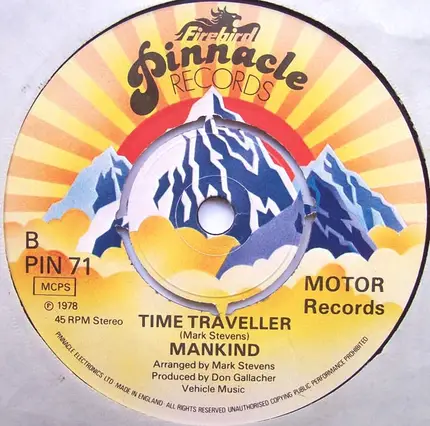 Firebird
Pinnacle
RECORDS
B
PIN 71
MCPS
℗ 1978
45 RPM Stereo
MOTOR
Records
TIME TRAVELLER
(Mark Stevens)
MANKIND
Arranged by Mark Stevens
Produced by Don Gallacher
Vehicle Music
PINNACLE ELECTRONICS LTD. MADE IN ENGLAND. ALL RIGHTS RESERVED UNAUTHORISED COPYING PUBLIC PERFORMANCE PROHIBITED